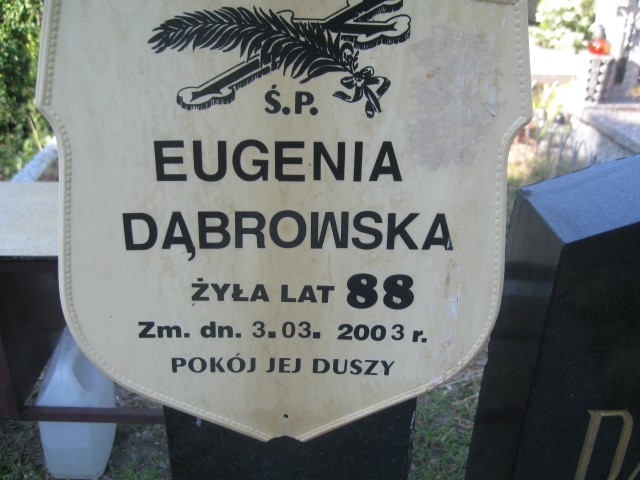 Ś.P.
EUGENIA
DĄBROWSKA
ŻYŁA LAT 88
Zm. dn. 3.03. 2003 r.
POKÓJ JEJ DUSZY